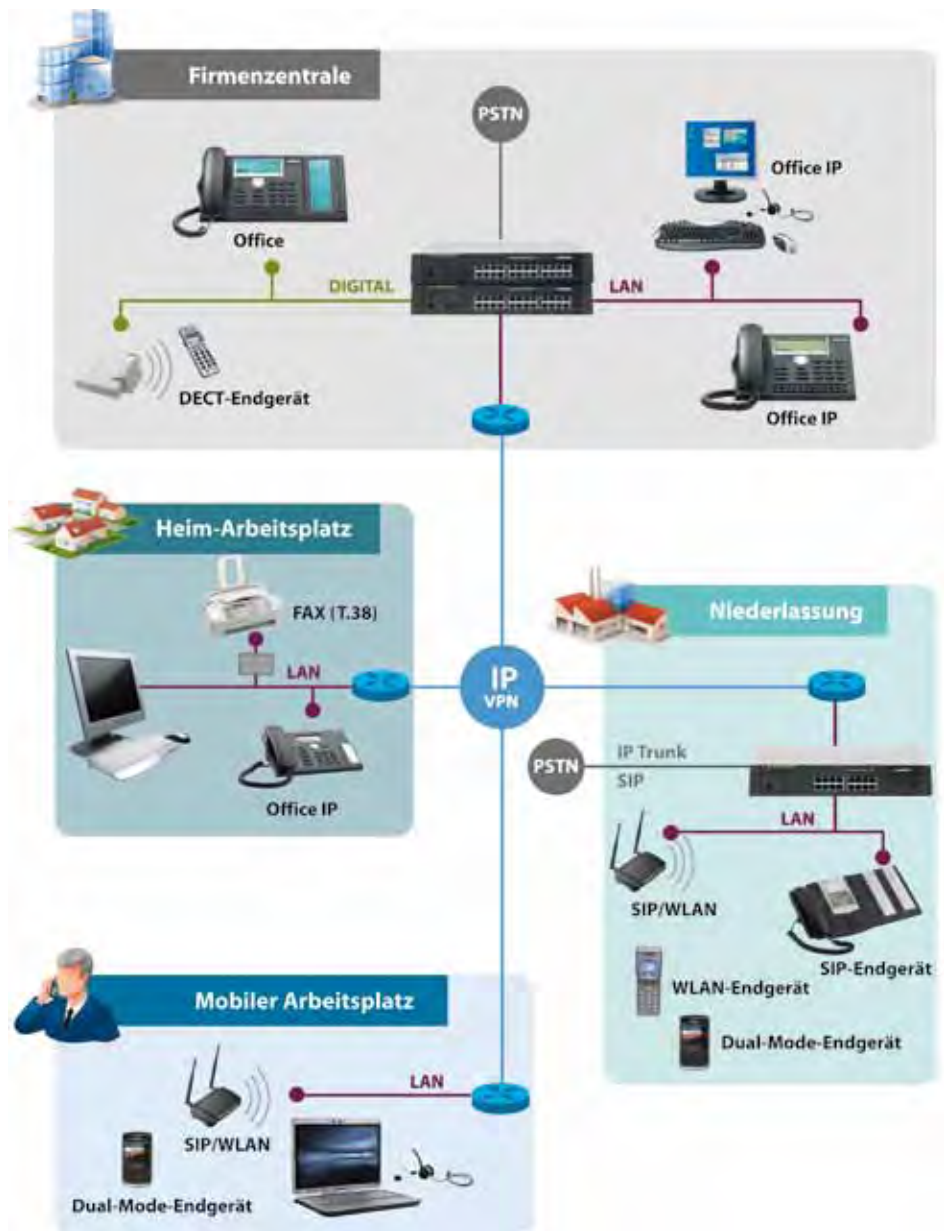 Firmenzentrale
PSTN
Office IP
Office
DIGITAL
LAN
DECT-Endgerät
Office IP
Heim-Arbeitsplatz
FAX (T.38)
LAN
Office IP
IP
VPN
Niederlassung
PSTN
IP Trunk
SIP
LAN
SIP/WLAN
SIP-Endgerät
WLAN-Endgerät
Dual-Mode-Endgerät
Mobiler Arbeitsplatz
LAN
SIP/WLAN
Dual-Mode-Endgerät